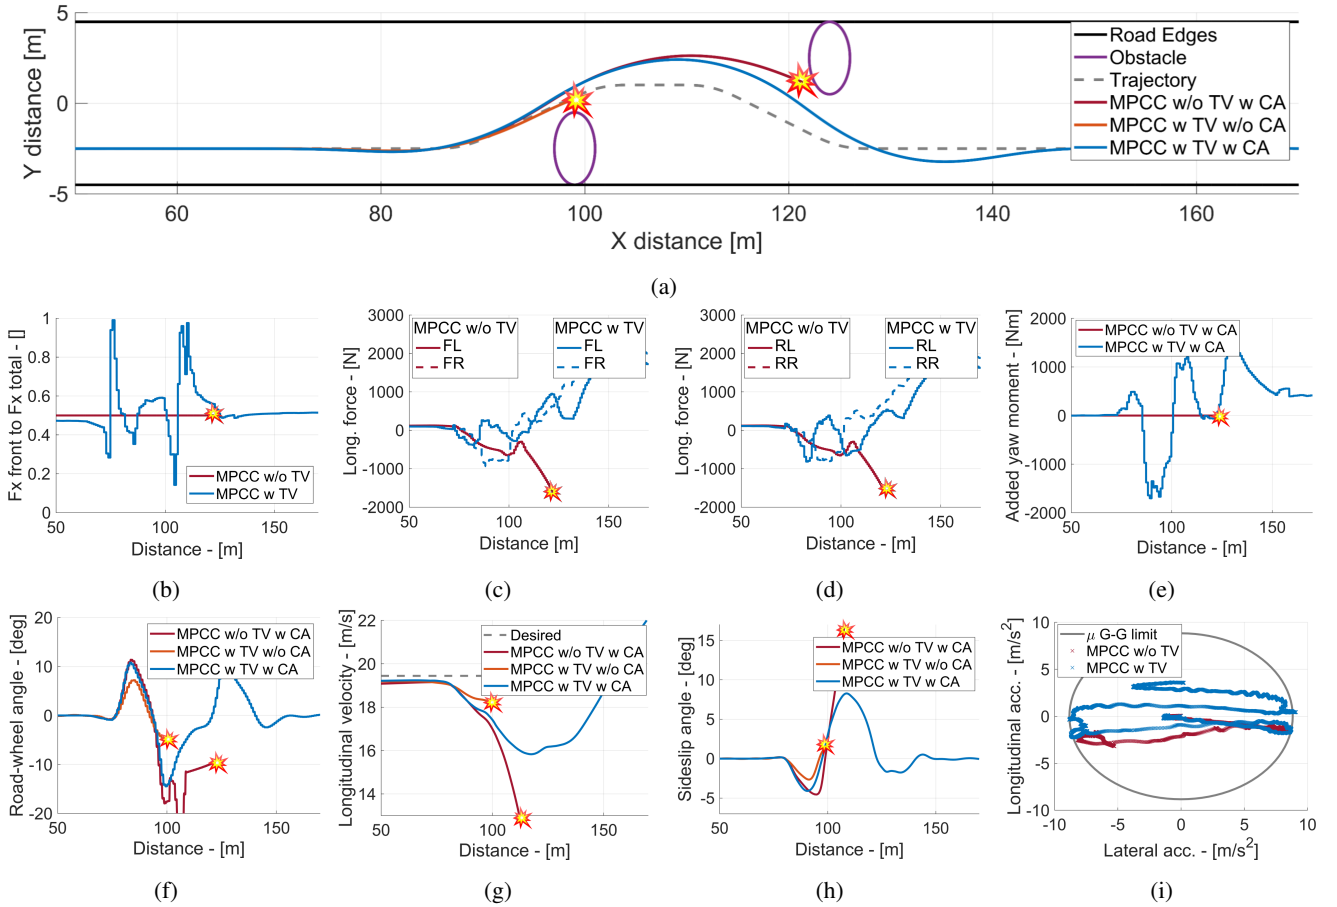 5
0
-5
Y distance [m]
60
80
100
120
140
160
X distance [m]
Road Edges
Obstacle
Trajectory
MPCC w/o TV w CA
MPCC w TV w/o CA
MPCC w TV w CA
(a)
1
0.8
0.6
0.4
0.2
0
Fx front to Fx total - []
50
100
150
Distance - [m]
MPCC w/o TV
MPCC w TV
(b)
3000
2000
1000
0
-1000
-2000
Long. force - [N]
50
100
150
Distance - [m]
MPCC w/o TV
FL
FR
MPCC w TV
FL
FR
(c)
3000
2000
1000
0
-1000
-2000
Long. force - [N]
50
100
150
Distance - [m]
MPCC w/o TV
RL
RR
MPCC w TV
RL
RR
(d)
2000
1000
0
-1000
-2000
Added yaw moment - [Nm]
50
100
150
Distance - [m]
MPCC w/o TV w CA
MPCC w TV w CA
(e)
20
10
0
-10
-20
Road-wheel angle - [deg]
50
100
150
Distance - [m]
MPCC w/o TV w CA
MPCC w TV w/o CA
MPCC w TV w CA
(f)
22
20
18
16
14
13
Longitudinal velocity - [m/s]
50
100
150
Distance - [m]
Desired
MPCC w/o TV w CA
MPCC w TV w/o CA
MPCC w TV w CA
(g)
15
10
5
0
-5
Sideslip angle - [deg]
50
100
150
Distance - [m]
MPCC w/o TV w CA
MPCC w TV w/o CA
MPCC w TV w CA
(h)
10
5
0
-5
-10
Longitudinal acc. - [m/s²]
-10
-5
0
5
10
Lateral acc. - [m/s²]
μ G-G limit
MPCC w/o TV
MPCC w TV
(i)